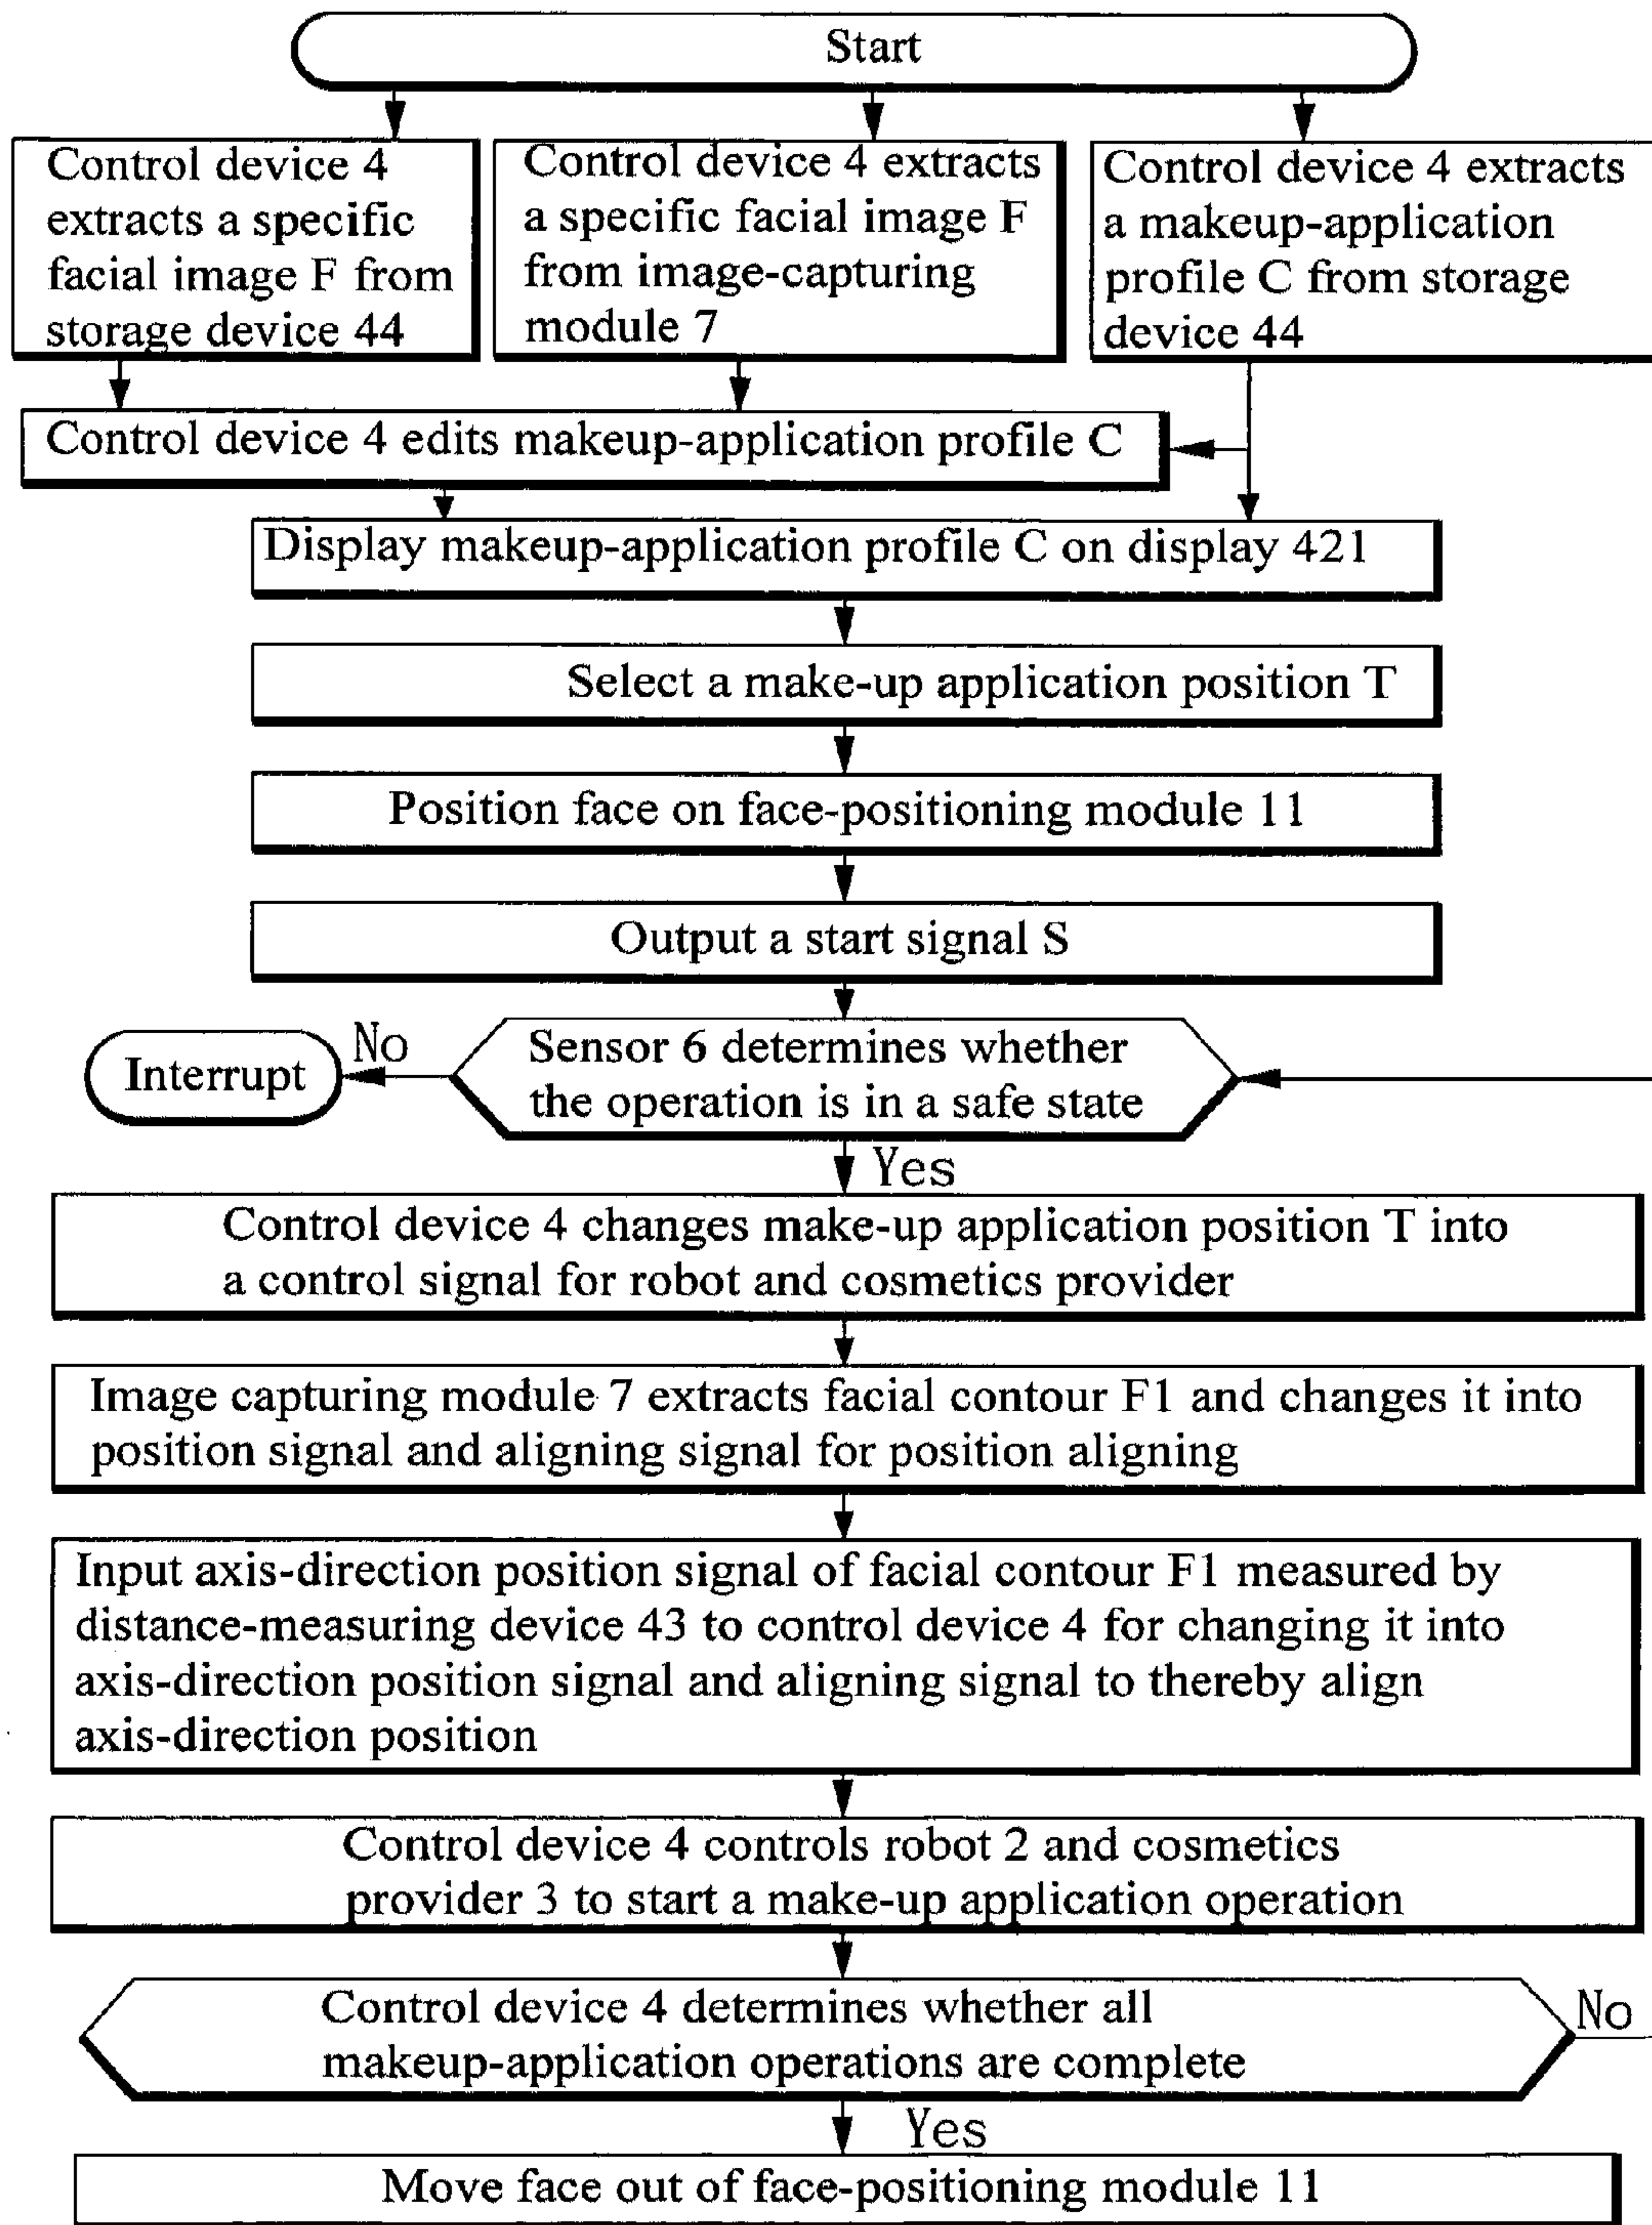 Start
Control device 4
extracts a specific
facial image F from
storage device 44
Control device 4 extracts
a specific facial image F
from image-capturing
module 7
Control device 4 extracts
a makeup-application
profile C from storage
device 44
Control device 4 edits makeup-application profile C
Display makeup-application profile C on display 421
Select a make-up application position T
Position face on face-positioning module 11
Output a start signal S
Interrupt
No
Sensor 6 determines whether
the operation is in a safe state
Yes
Control device 4 changes make-up application position T into
a control signal for robot and cosmetics provider
Image capturing module 7 extracts facial contour F1 and changes it into
position signal and aligning signal for position aligning
Input axis-direction position signal of facial contour F1 measured by
distance-measuring device 43 to control device 4 for changing it into
axis-direction position signal and aligning signal to thereby align
axis-direction position
Control device 4 controls robot 2 and cosmetics
provider 3 to start a make-up application operation
Control device 4 determines whether all
makeup-application operations are complete
No
Yes
Move face out of face-positioning module 11